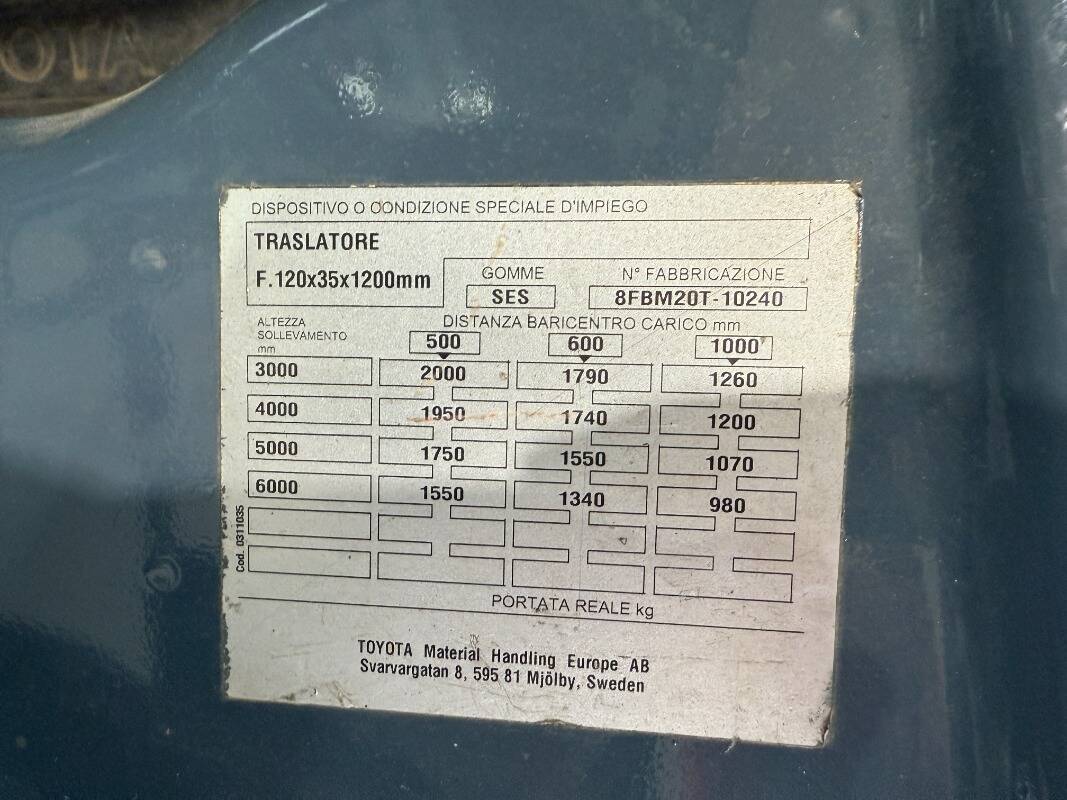 OTA
DISPOSITIVO O CONDIZIONE SPECIALE D'IMPIEGO
TRASLATORE
F.120x35x1200mm
GOMME
SES
N° FABBRICAZIONE
8FBM20T-10240
ALTEZZA
SOLLEVAMENTO
mm
DISTANZA BARICENTRO CARICO mm
500 600 1000
3000 2000 1790 1260
4000 1950 1740 1200
5000 1750 1550 1070
6000 1550 1340 980
Cod. 0311035
PORTATA REALE kg
TOYOTA Material Handling Europe AB
Svarvargatan 8, 595 81 Mjölby, Sweden